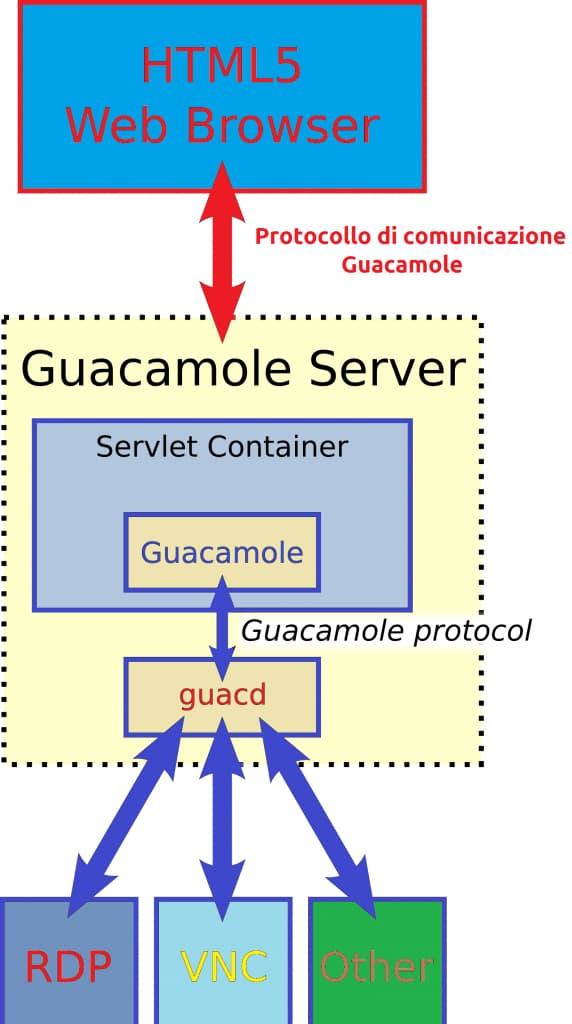 HTML5
Web Browser
Protocollo di comunicazione
Guacamole
Guacamole Server
Servlet Container
Guacamole
Guacamole protocol
guacd
RDP
VNC
Other